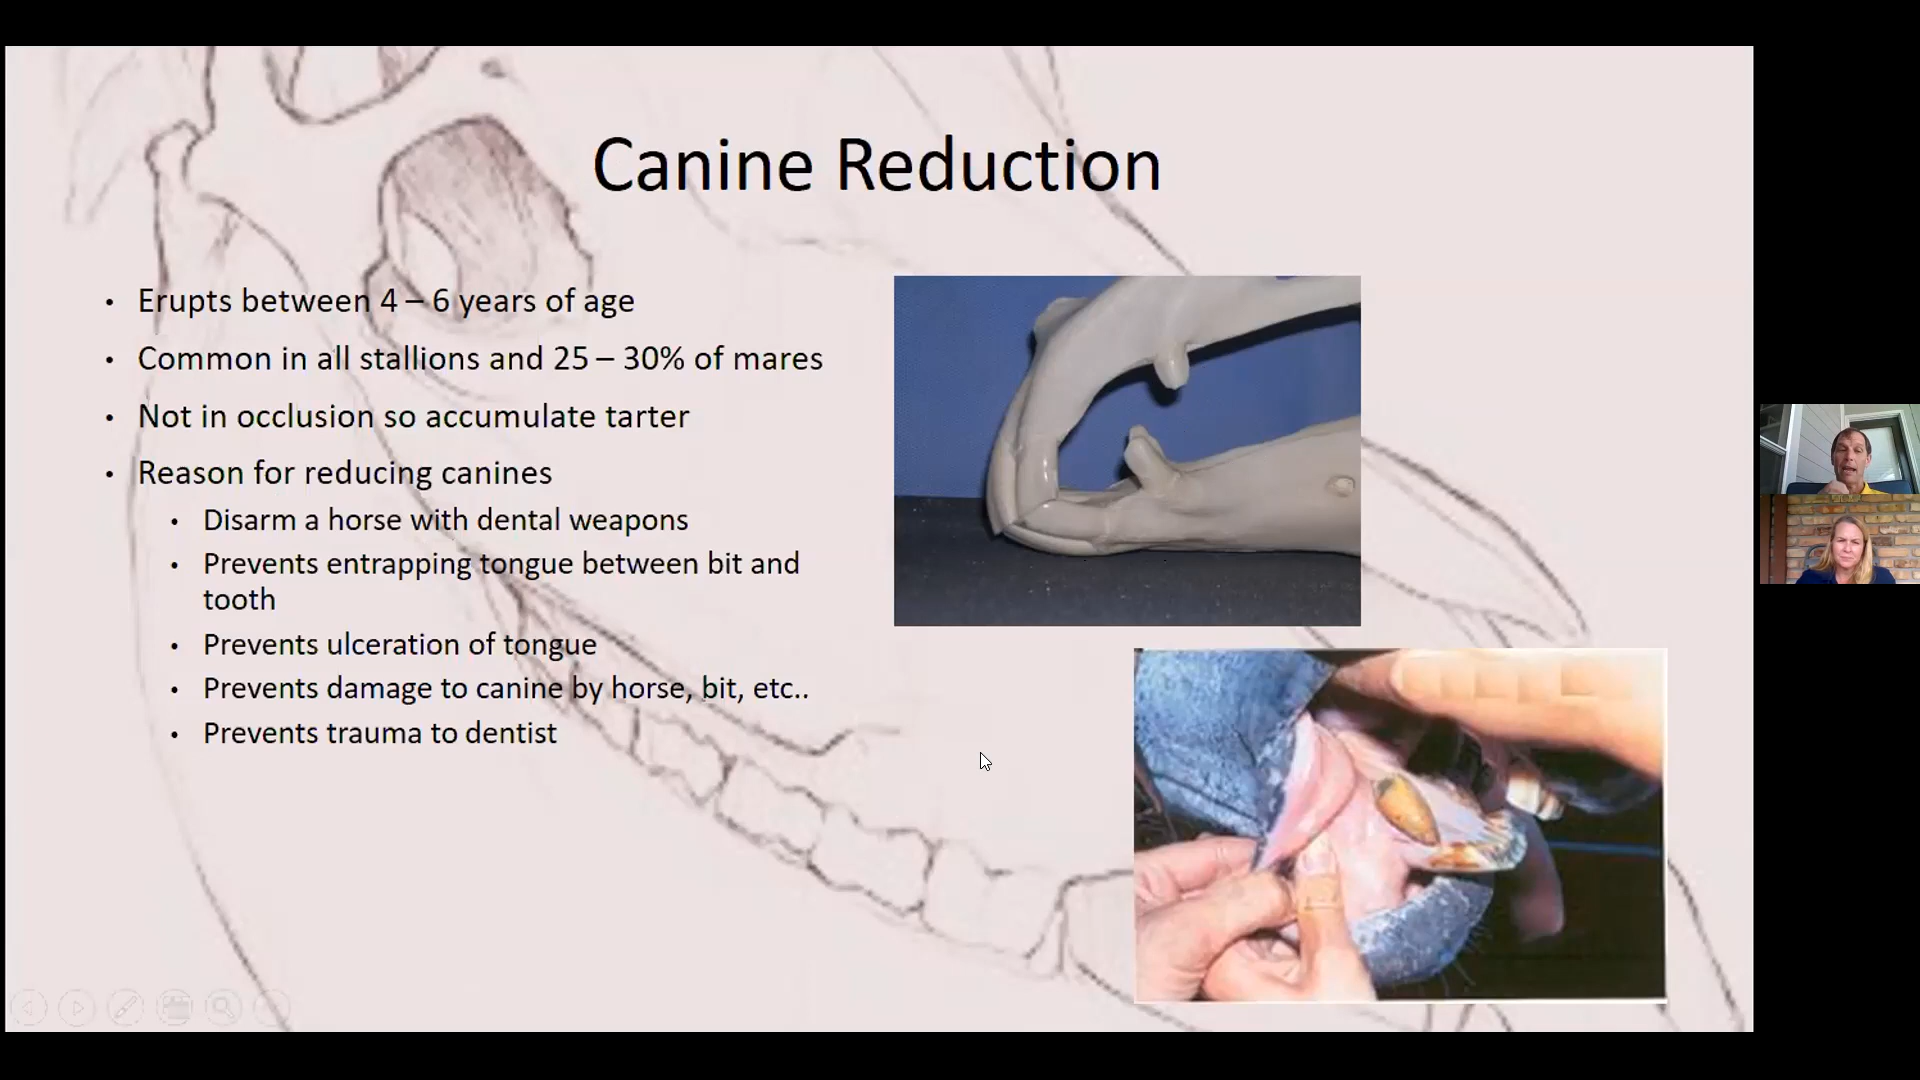 Canine Reduction
• Erupts between 4 – 6 years of age
• Common in all stallions and 25 – 30% of mares
• Not in occlusion so accumulate tarter
• Reason for reducing canines
• Disarm a horse with dental weapons
• Prevents entrapping tongue between bit and
tooth
• Prevents ulceration of tongue
• Prevents damage to canine by horse, bit, etc..
• Prevents trauma to dentist